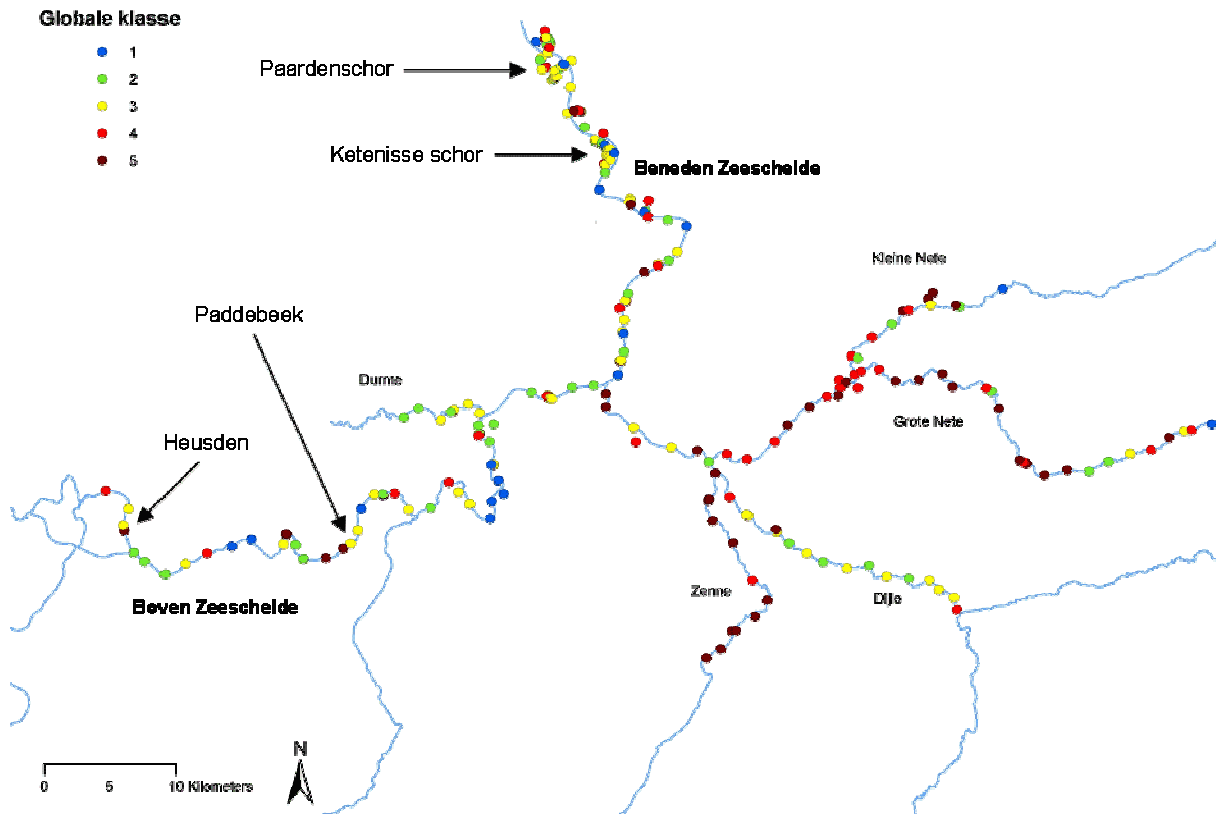 Globale klasse
1
2
3
4
5
Paardenschor
Ketenisse schor
Beneden Zeeschelde
Kleine Nete
Paddebeek
Durme
Grote Nete
Heusden
Zenne
Dijle
Boven Zeeschelde
N
0 5 10 Kilometers